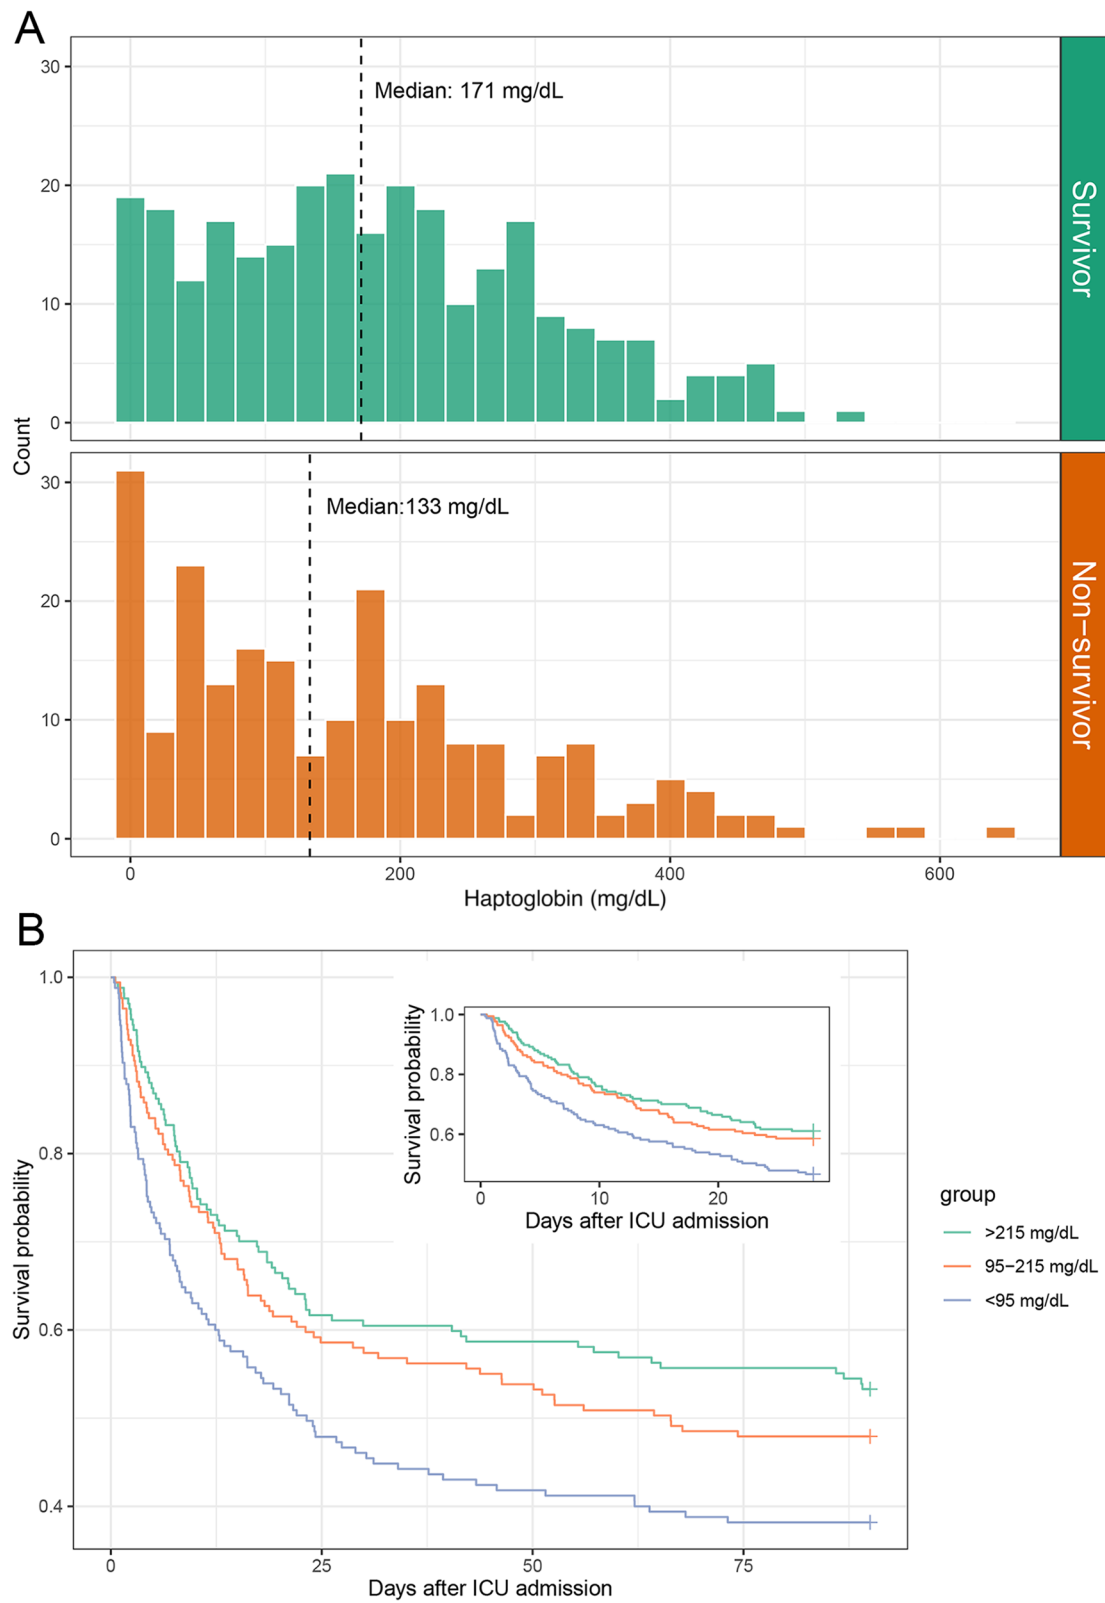 A
30
Median: 171 mg/dL
20
10
0
Survivor
Count
30
Median:133 mg/dL
20
10
0
Non−survivor
0 200 400 600
Haptoglobin (mg/dL)
B
1.0
0.8
0.6
0.4
Survival probability
1.0
0.8
0.6
Survival probability
0 10 20
Days after ICU admission
group
>215 mg/dL
95−215 mg/dL
<95 mg/dL
0 25 50 75
Days after ICU admission